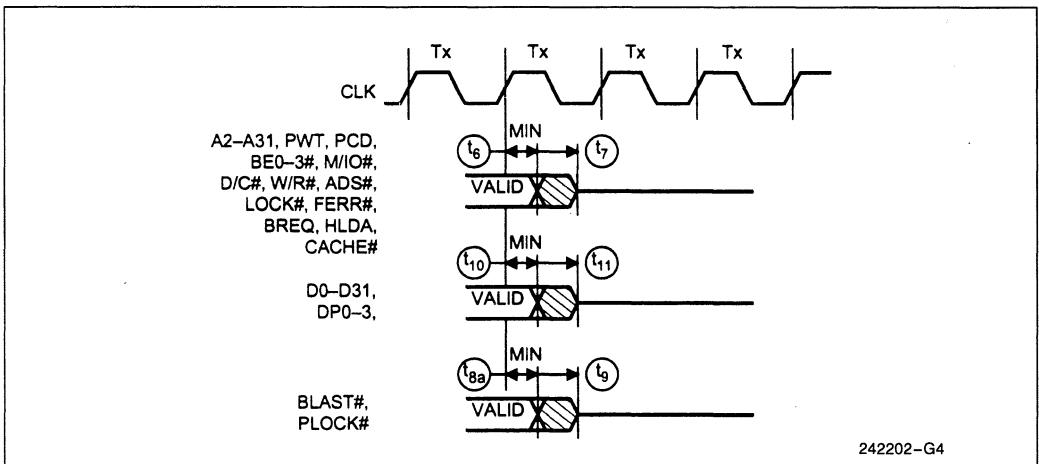 Tx Tx Tx Tx
CLK
A2–A31, PWT, PCD,
BE0–3#, M/IO#,
D/C#, W/R#, ADS#,
LOCK#, FERR#,
BREQ, HLDA,
CACHE#
MIN
t6 t7
VALID
D0–D31,
DP0–3,
MIN
t10 t11
VALID
BLAST#,
PLOCK#
MIN
t8a t9
VALID
242202–G4